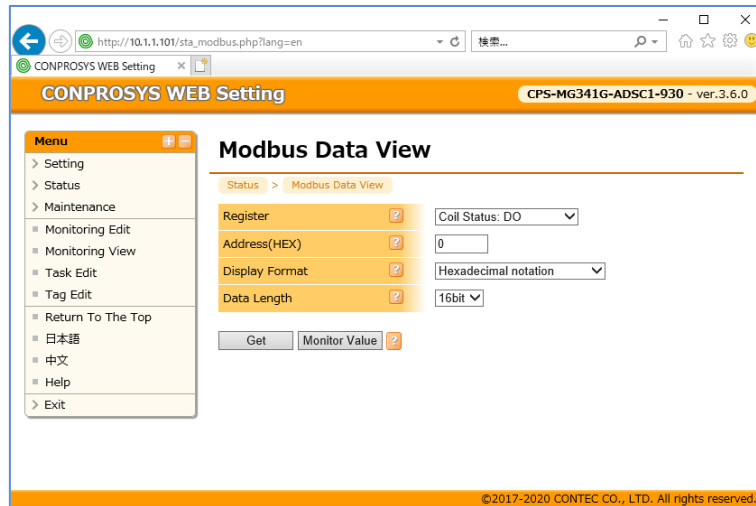 http://10.1.1.101/sta_modbus.php?lang=en
検索...
CONPROSYS WEB Setting
CONPROSYS WEB Setting
CPS-MG341G-ADSC1-930 - ver.3.6.0
Menu
Setting
Status
Maintenance
Monitoring Edit
Monitoring View
Task Edit
Tag Edit
Return To The Top
日本語
中文
Help
Exit
Modbus Data View
Status > Modbus Data View
Register ? Coil Status: DO
Address(HEX) ? 0
Display Format ? Hexadecimal notation
Data Length ? 16bit
Get Monitor Value ?
©2017-2020 CONTEC CO., LTD. All rights reserved.